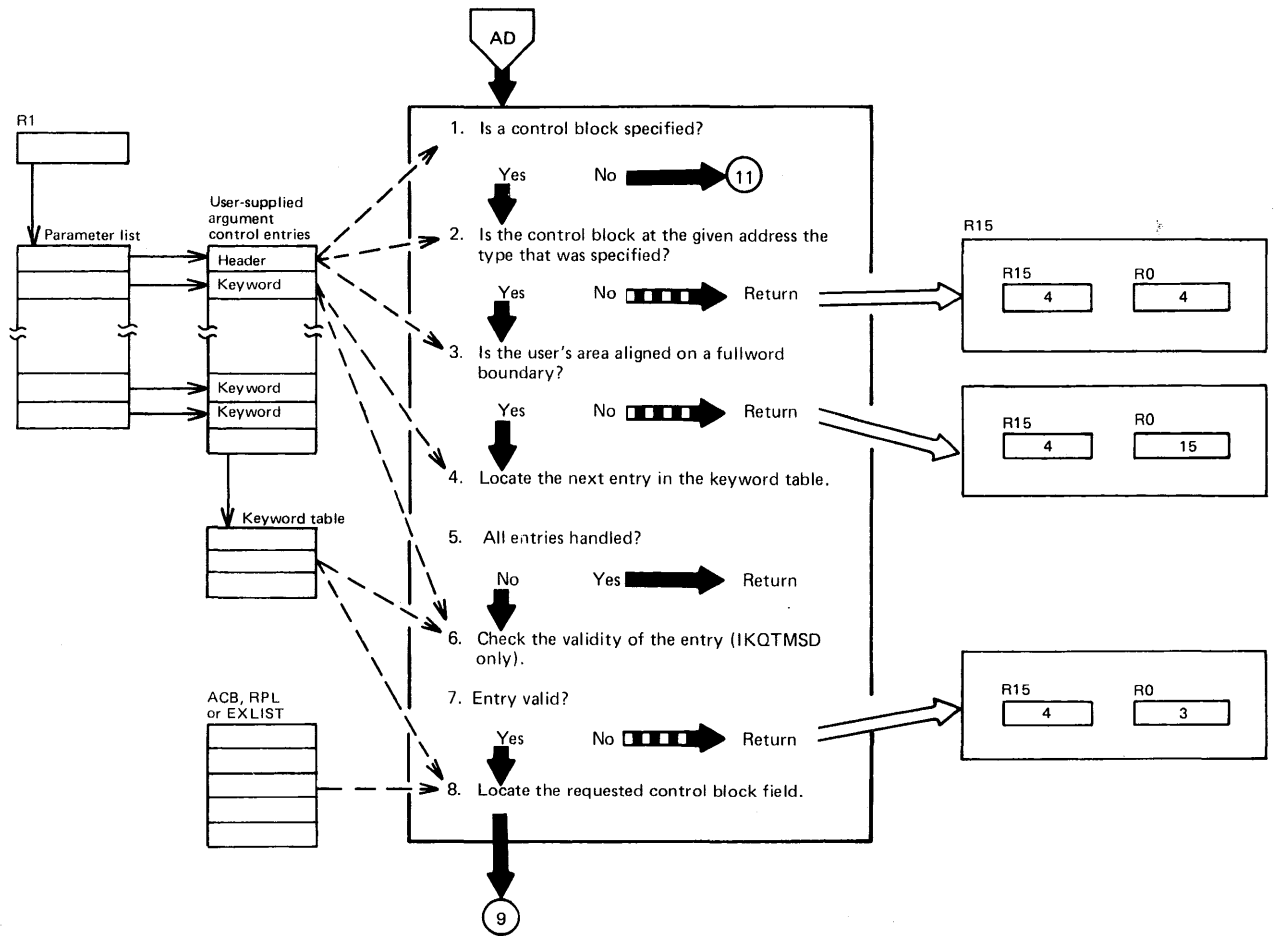 AD
R1
1. Is a control block specified?
Yes
No
11
User-supplied
argument
control entries
Parameter list
Header
Keyword
Keyword
Keyword
2. Is the control block at the given address the
type that was specified?
Yes
No
Return
R15
R15
R0
4
4
3. Is the user's area aligned on a fullword
boundary?
Yes
No
Return
R15
R0
4
15
4. Locate the next entry in the keyword table.
Keyword table
5. All entries handled?
No
Yes
Return
6. Check the validity of the entry (IKQTMSD
only).
7. Entry valid?
Yes
No
Return
R15
R0
4
3
ACB, RPL
or EXLIST
8. Locate the requested control block field.
9